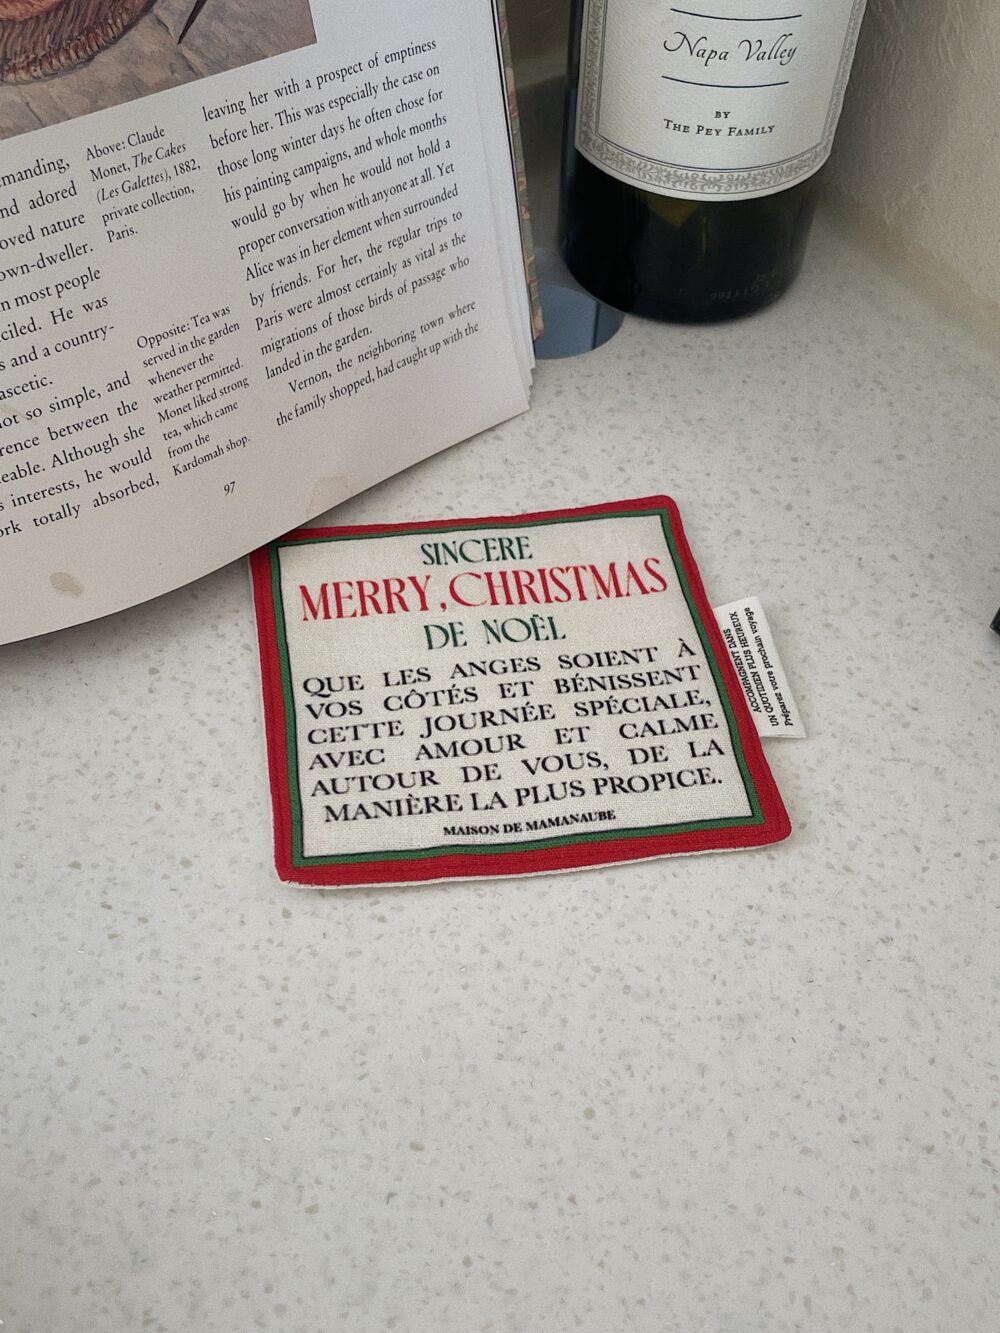 manding,
nd adored
oved nature
own-dweller.
n most people
ciled. He was
s and a country-
ascetic.
ot so simple, and
rence between the
eable. Although she
s interests, he would
ork totally absorbed,
Above: Claude
Monet, The Cakes
(Les Galettes), 1882,
private collection,
Paris.
Opposite: Tea was
served in the garden
whenever the
weather permitted.
Monet liked strong
tea, which came
from the
Kardomah shop.
leaving her with a prospect of emptiness
before her. This was especially the case on
those long winter days he often chose for
his painting campaigns, and whole months
would go by when he would not hold a
proper conversation with anyone at all. Yet
Alice was in her element when surrounded
by friends. For her, the regular trips to
Paris were almost certainly as vital as the
migrations of those birds of passage who
landed in the garden.
Vernon, the neighboring town where
the family shopped, had caught up with the
97
Napa Valley
BY
THE PEY FAMILY
SINCERE
MERRY, CHRISTMAS
DE NOËL
QUE LES ANGES SOIENT À
VOS CÔTÉS ET BÉNISSENT
CETTE JOURNÉE SPÉCIALE,
AVEC AMOUR ET CALME
AUTOUR DE VOUS, DE LA
MANIÈRE LA PLUS PROPICE.
MAISON DE MAMANAUBE
ACCOMPAGNENT DANS
UN QUOTIDIEN PLUS HEUREUX
Préparez votre prochain voyage